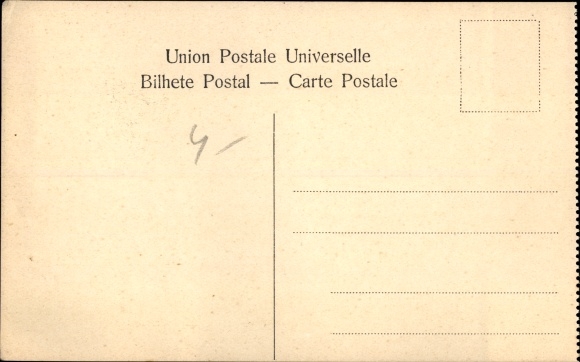 Union Postale Universelle
Bilhete Postal — Carte Postale
4 -